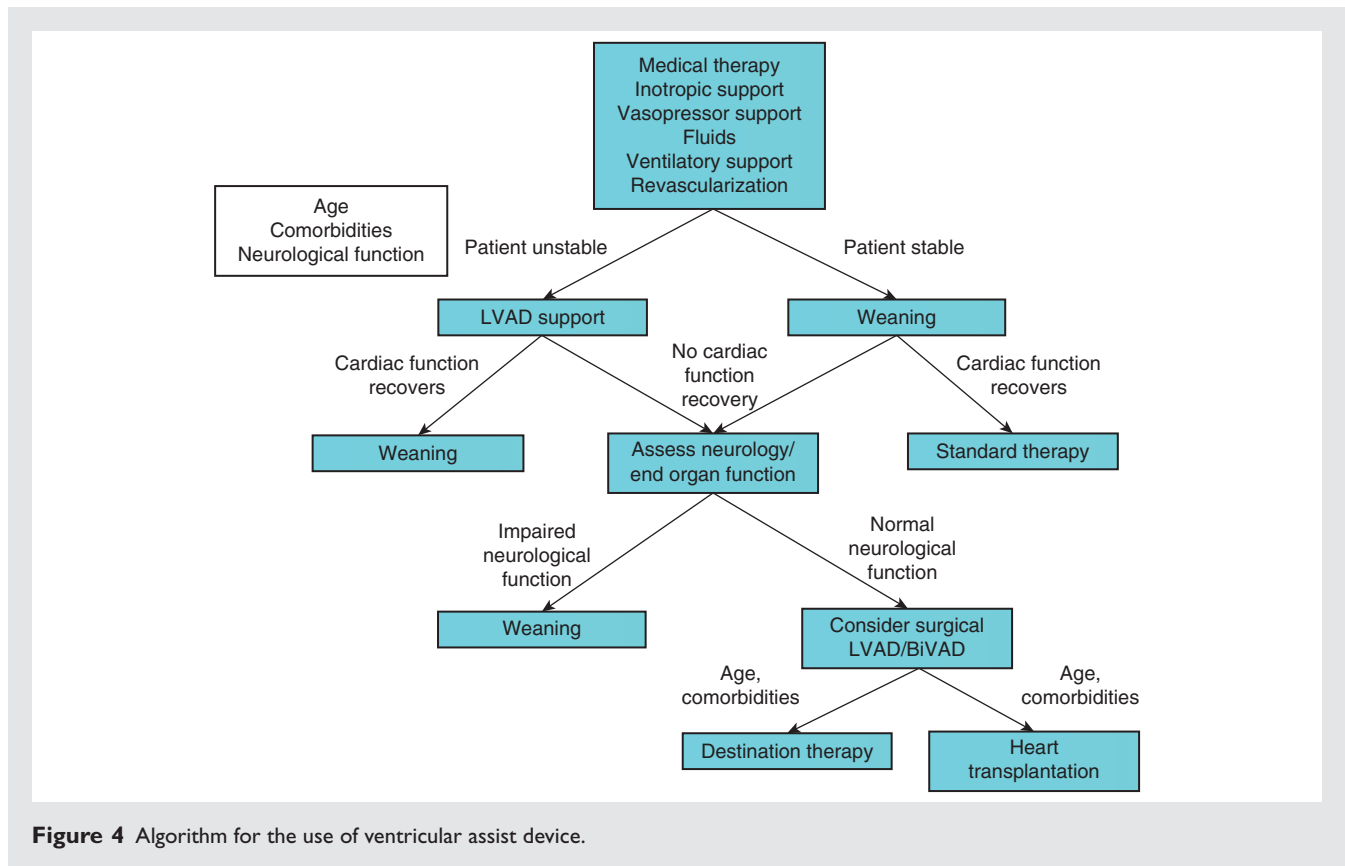 Medical therapy
Inotropic support
Vasopressor support
Fluids
Ventilatory support
Revascularization
Age
Comorbidities
Neurological function
Patient unstable
Patient stable
LVAD support
Weaning
Cardiac function
recovers
No cardiac
function
recovery
Cardiac function
recovers
Weaning
Assess neurology/
end organ function
Standard therapy
Impaired
neurological
function
Normal
neurological
function
Weaning
Consider surgical
LVAD/BiVAD
Age,
comorbidities
Age,
comorbidities
Destination therapy
Heart
transplantation
Figure 4 Algorithm for the use of ventricular assist device.